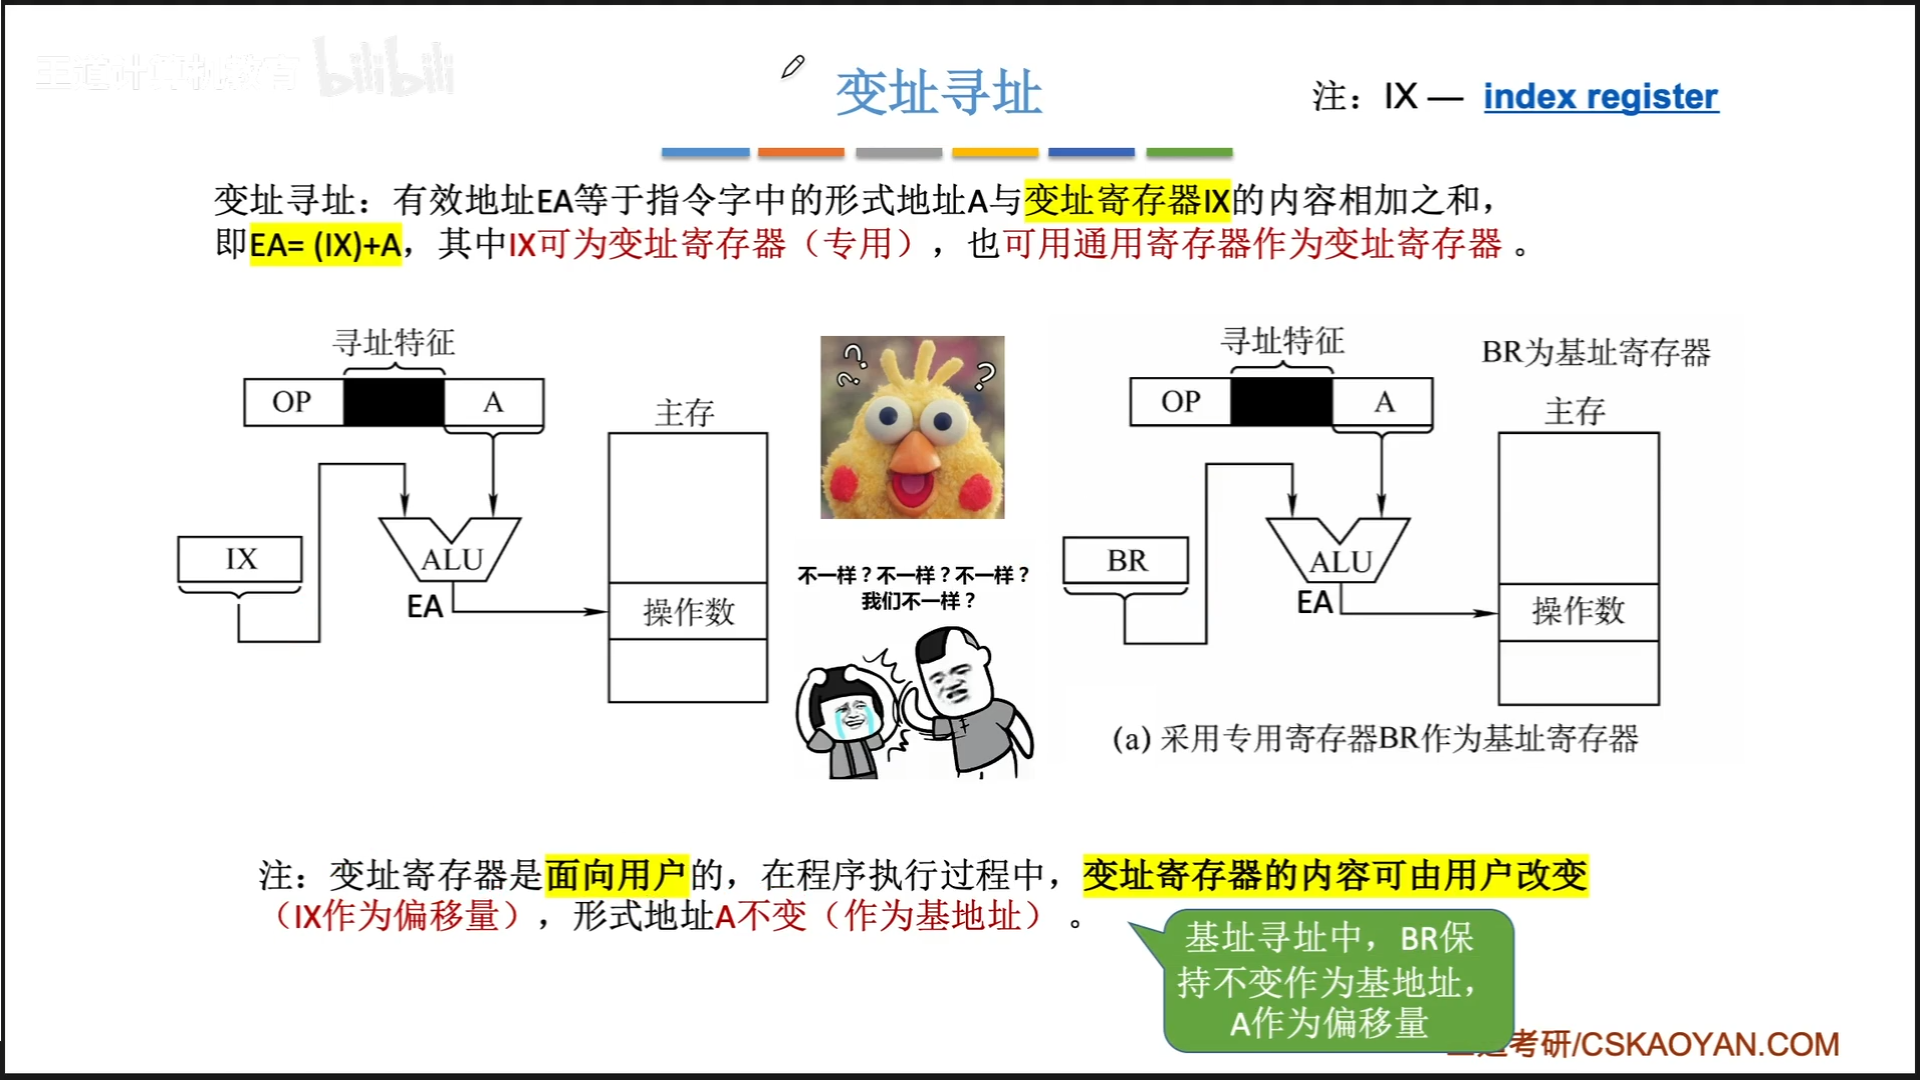 王道计算机教育 bilibili
变址寻址
注：IX — index register
变址寻址：有效地址EA等于指令字中的形式地址A与变址寄存器IX的内容相加之和，
即EA= (IX)+A，其中IX可为变址寄存器（专用），也可用通用寄存器作为变址寄存器 。
寻址特征
OP
A
主存
IX
ALU
EA
操作数
? ? ?
不一样？不一样？不一样？
我们不一样？
寻址特征
BR为基址寄存器
OP
A
主存
BR
ALU
EA
操作数
(a) 采用专用寄存器BR作为基址寄存器
注：变址寄存器是面向用户的，在程序执行过程中，变址寄存器的内容可由用户改变
（IX作为偏移量），形式地址A不变（作为基地址） 。
基址寻址中，BR保
持不变作为基地址，
A作为偏移量
考研/CSKAOYAN.COM